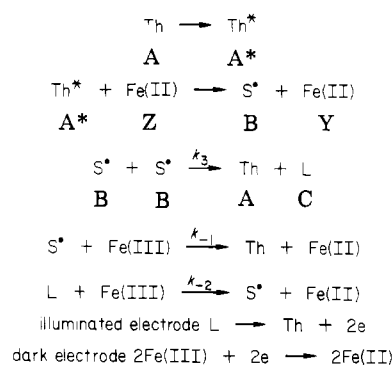 Th ⟶ Th*
A A*
Th* + Fe(II) ⟶ S• + Fe(II)
A* Z B Y
S• + S• k₃⟶ Th + L
B B A C
S• + Fe(III) k₋₁⟶ Th + Fe(II)
L + Fe(III) k₋₂⟶ S• + Fe(II)
illuminated electrode L ⟶ Th + 2e
dark electrode 2Fe(III) + 2e ⟶ 2Fe(II)